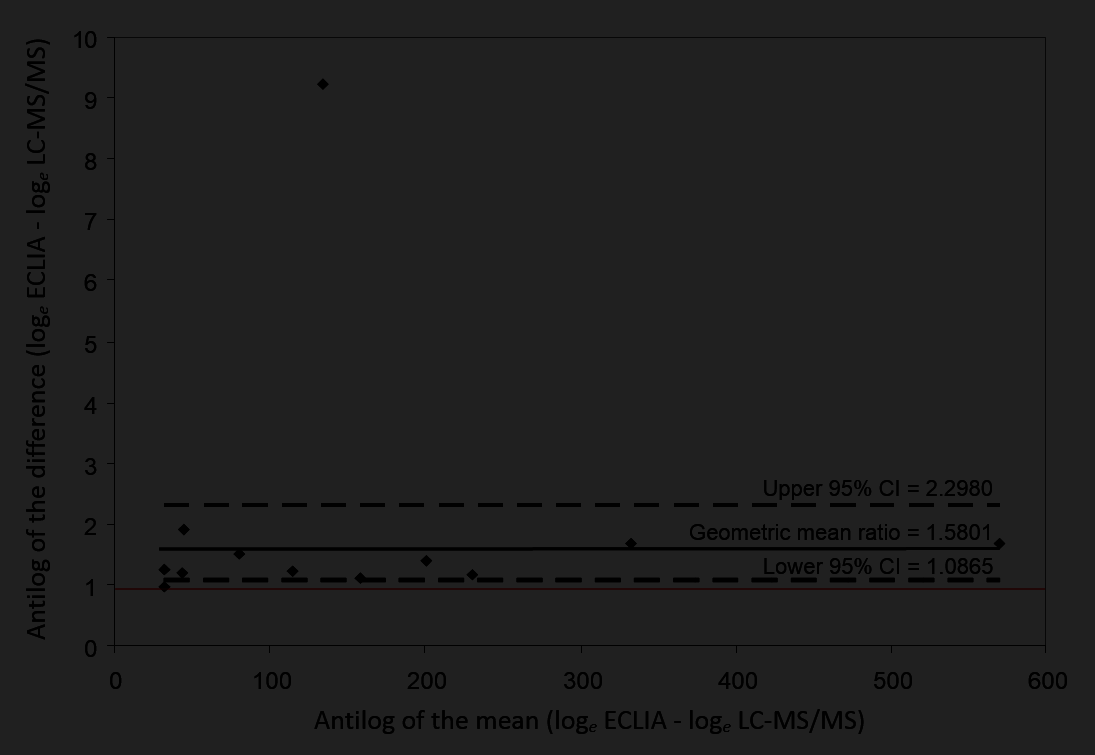 Antilog of the difference (logₑ ECLIA - logₑ LC-MS/MS)
10
9
8
7
6
5
4
3
2
1
0
Upper 95% CI = 2.2980
Geometric mean ratio = 1.5801
Lower 95% CI = 1.0865
0 100 200 300 400 500 600
Antilog of the mean (logₑ ECLIA - logₑ LC-MS/MS)